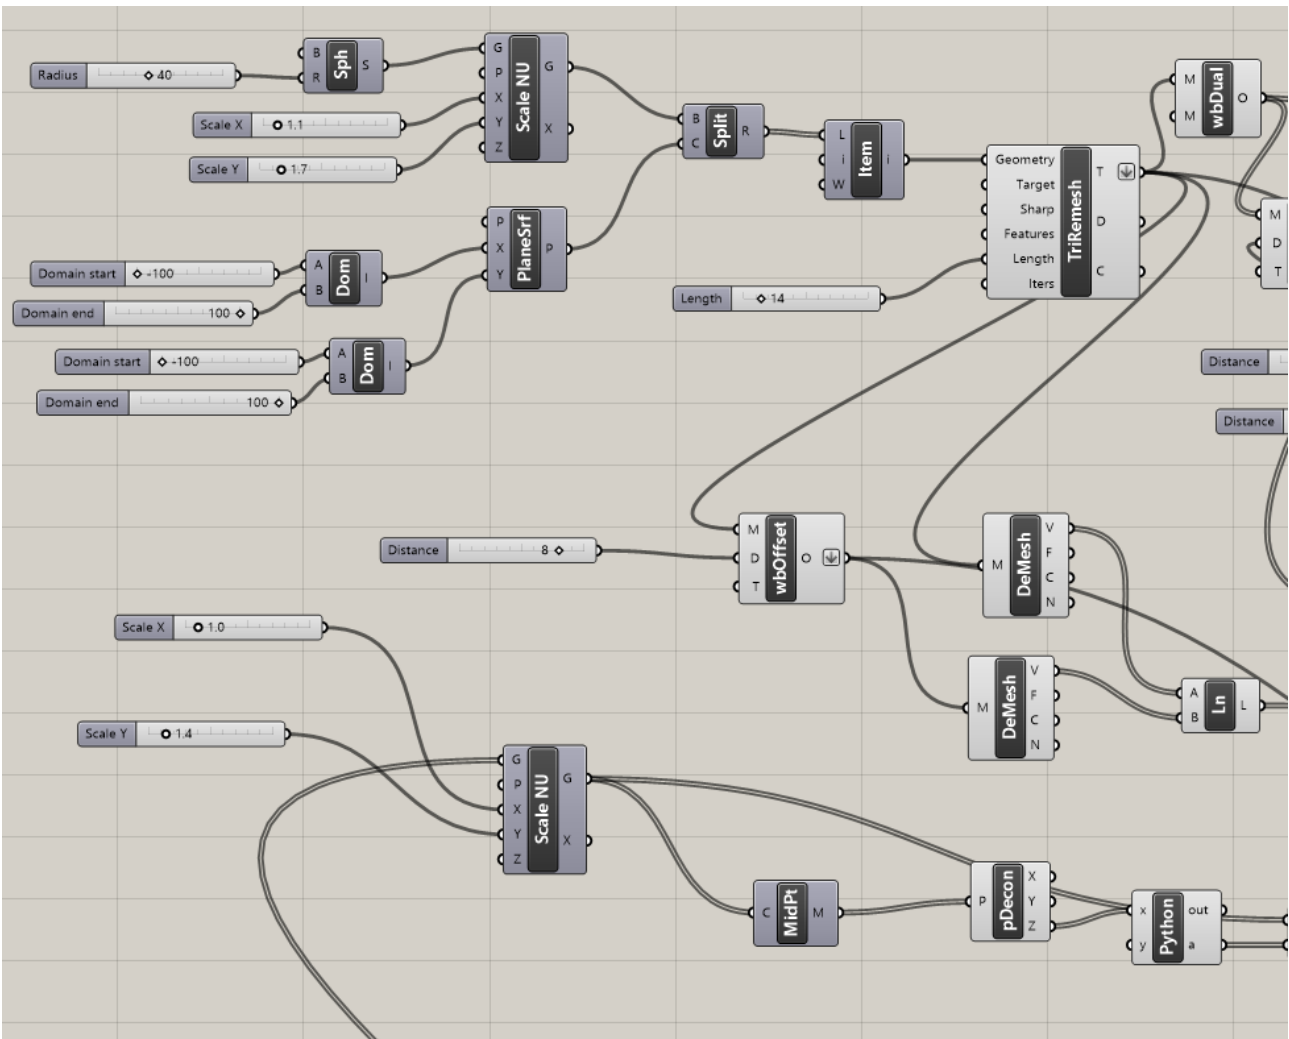 Radius 40
B
R
Sph
S
Scale X 1.1
Scale Y 1.7
G
P
X
Y
Z
Scale NU
G
X
Domain start -100
Domain end 100
A
B
Dom
I
Domain start -100
Domain end 100
A
B
Dom
I
P
X
Y
PlaneSrf
P
B
C
Split
R
L
i
W
Item
i
Length 14
Geometry
Target
Sharp
Features
Length
Iters
TriRemesh
T
D
C
M
M
wbDual
O
M
D
T
Distance
Distance
Distance 8
M
D
T
wbOffset
O
M
DeMesh
V
F
C
N
M
DeMesh
V
F
C
N
A
B
Ln
L
Scale X 1.0
Scale Y 1.4
G
P
X
Y
Z
Scale NU
G
X
C
MidPt
M
P
pDecon
X
Y
Z
x
y
Python
out
a